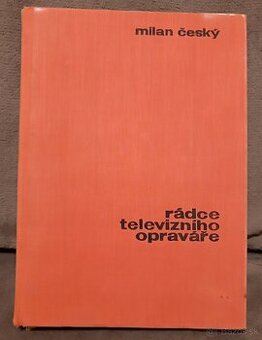 milan český
rádce
televizního
opraváře